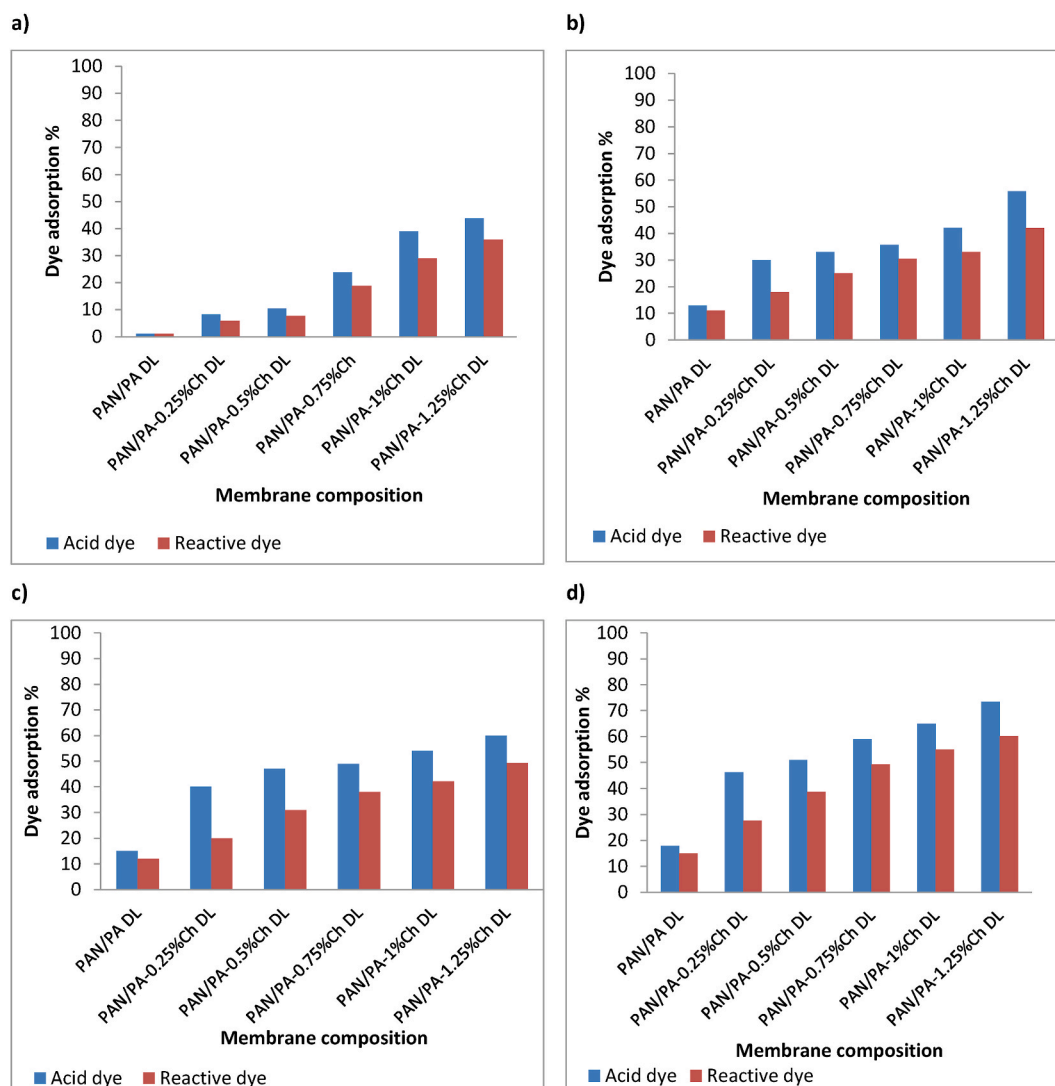 a)
Dye adsorption %
100
90
80
70
60
50
40
30
20
10
0
PAN/PA DL
PAN/PA-0.25%Ch DL
PAN/PA-0.5%Ch DL
PAN/PA-0.75%Ch
PAN/PA-1%Ch DL
PAN/PA-1.25%Ch DL
Membrane composition
Acid dye Reactive dye
b)
Dye adsorption %
100
90
80
70
60
50
40
30
20
10
0
PAN/PA DL
PAN/PA-0.25%Ch DL
PAN/PA-0.5%Ch DL
PAN/PA-0.75%Ch DL
PAN/PA-1%Ch DL
PAN/PA-1.25%Ch DL
Membrane composition
Acid dye Reactive dye
c)
Dye adsorption %
100
90
80
70
60
50
40
30
20
10
0
PAN/PA DL
PAN/PA-0.25%Ch DL
PAN/PA-0.5%Ch DL
PAN/PA-0.75%Ch DL
PAN/PA-1%Ch DL
PAN/PA-1.25%Ch DL
Membrane composition
Acid dye Reactive dye
d)
Dye adsorption %
100
90
80
70
60
50
40
30
20
10
0
PAN/PA DL
PAN/PA-0.25%Ch DL
PAN/PA-0.5%Ch DL
PAN/PA-0.75%Ch DL
PAN/PA-1%Ch DL
PAN/PA-1.25%Ch DL
Membrane composition
Acid dye Reactive dye